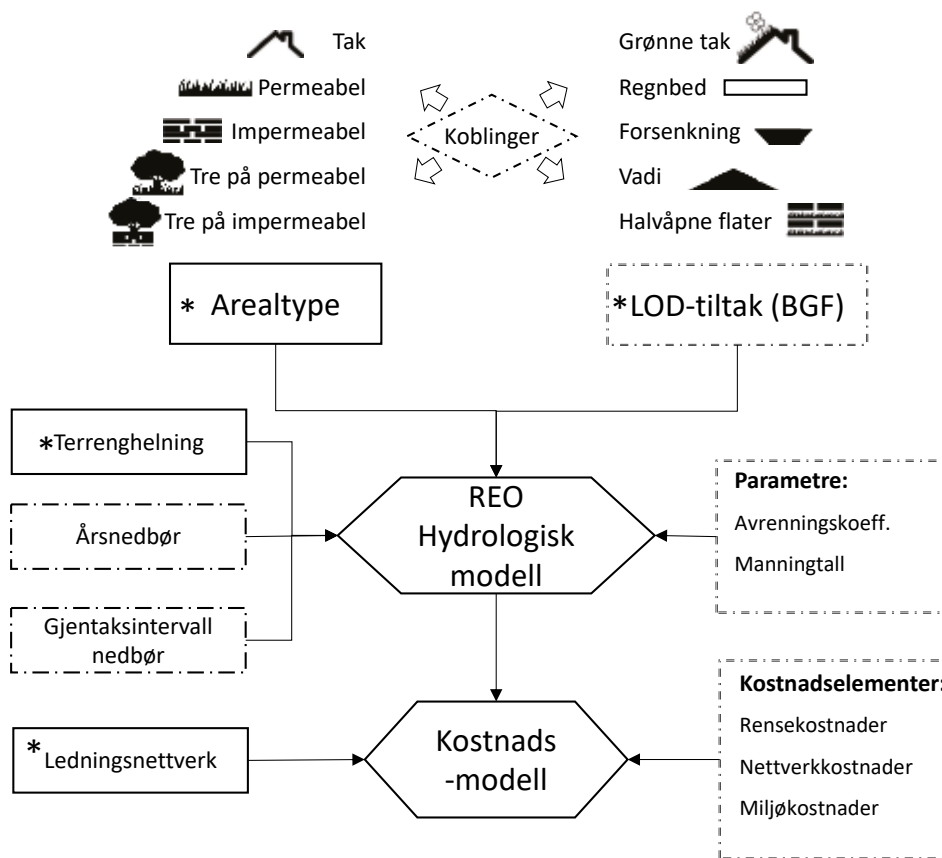 Tak
Permeabel
Impermeabel
Tre på permeabel
Tre på impermeabel
Koblinger
Grønne tak
Regnbed
Forsenkning
Vadi
Halvåpne flater
* Arealtype
*LOD-tiltak (BGF)
*Terrenghelning
Årsnedbør
Gjentaksintervall
nedbør
REO
Hydrologisk
modell
Parametre:
Avrenningskoeff.
Manningtall
*Ledningsnettverk
Kostnads
-modell
Kostnadselementer:
Rensekostnader
Nettverkkostnader
Miljøkostnader